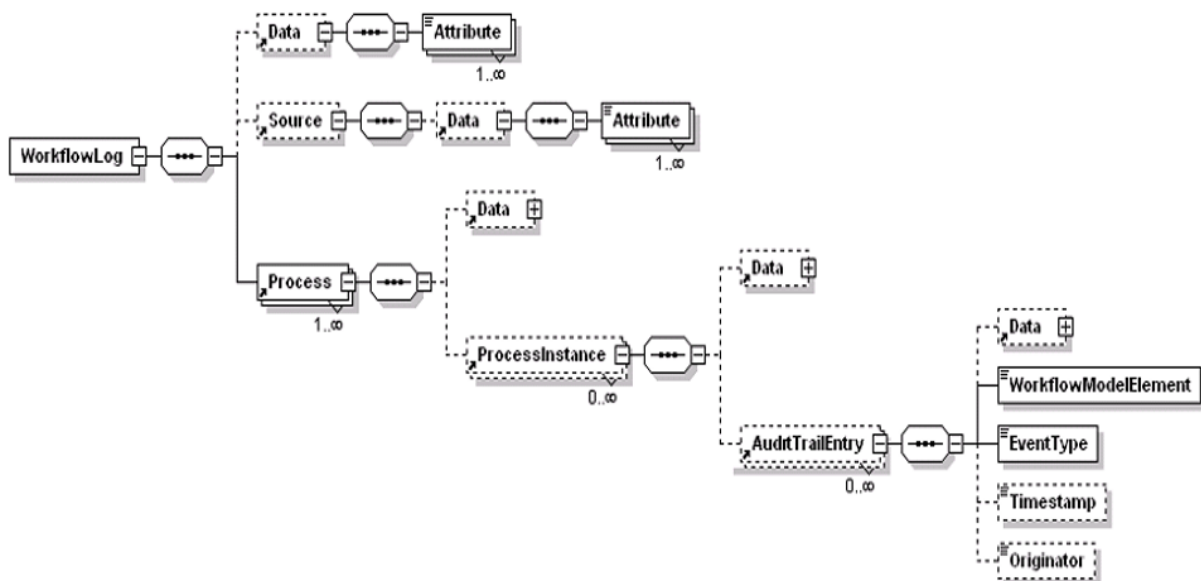 Data
Attribute
1..∞
Source
Data
Attribute
1..∞
WorkflowLog
Data
Process
1..∞
Data
ProcessInstance
0..∞
Data
WorkflowModelElement
AuditTrailEntry
0..∞
EventType
Timestamp
Originator